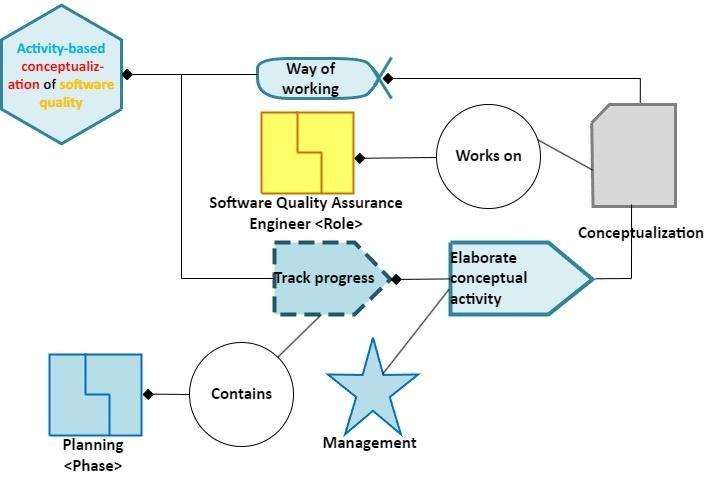 Activity-based
conceptualiz-
ation of software
quality
Way of
working
Works on
Software Quality Assurance
Engineer <Role>
Conceptualization
Track progress
Elaborate
conceptual
activity
Contains
Management
Planning
<Phase>